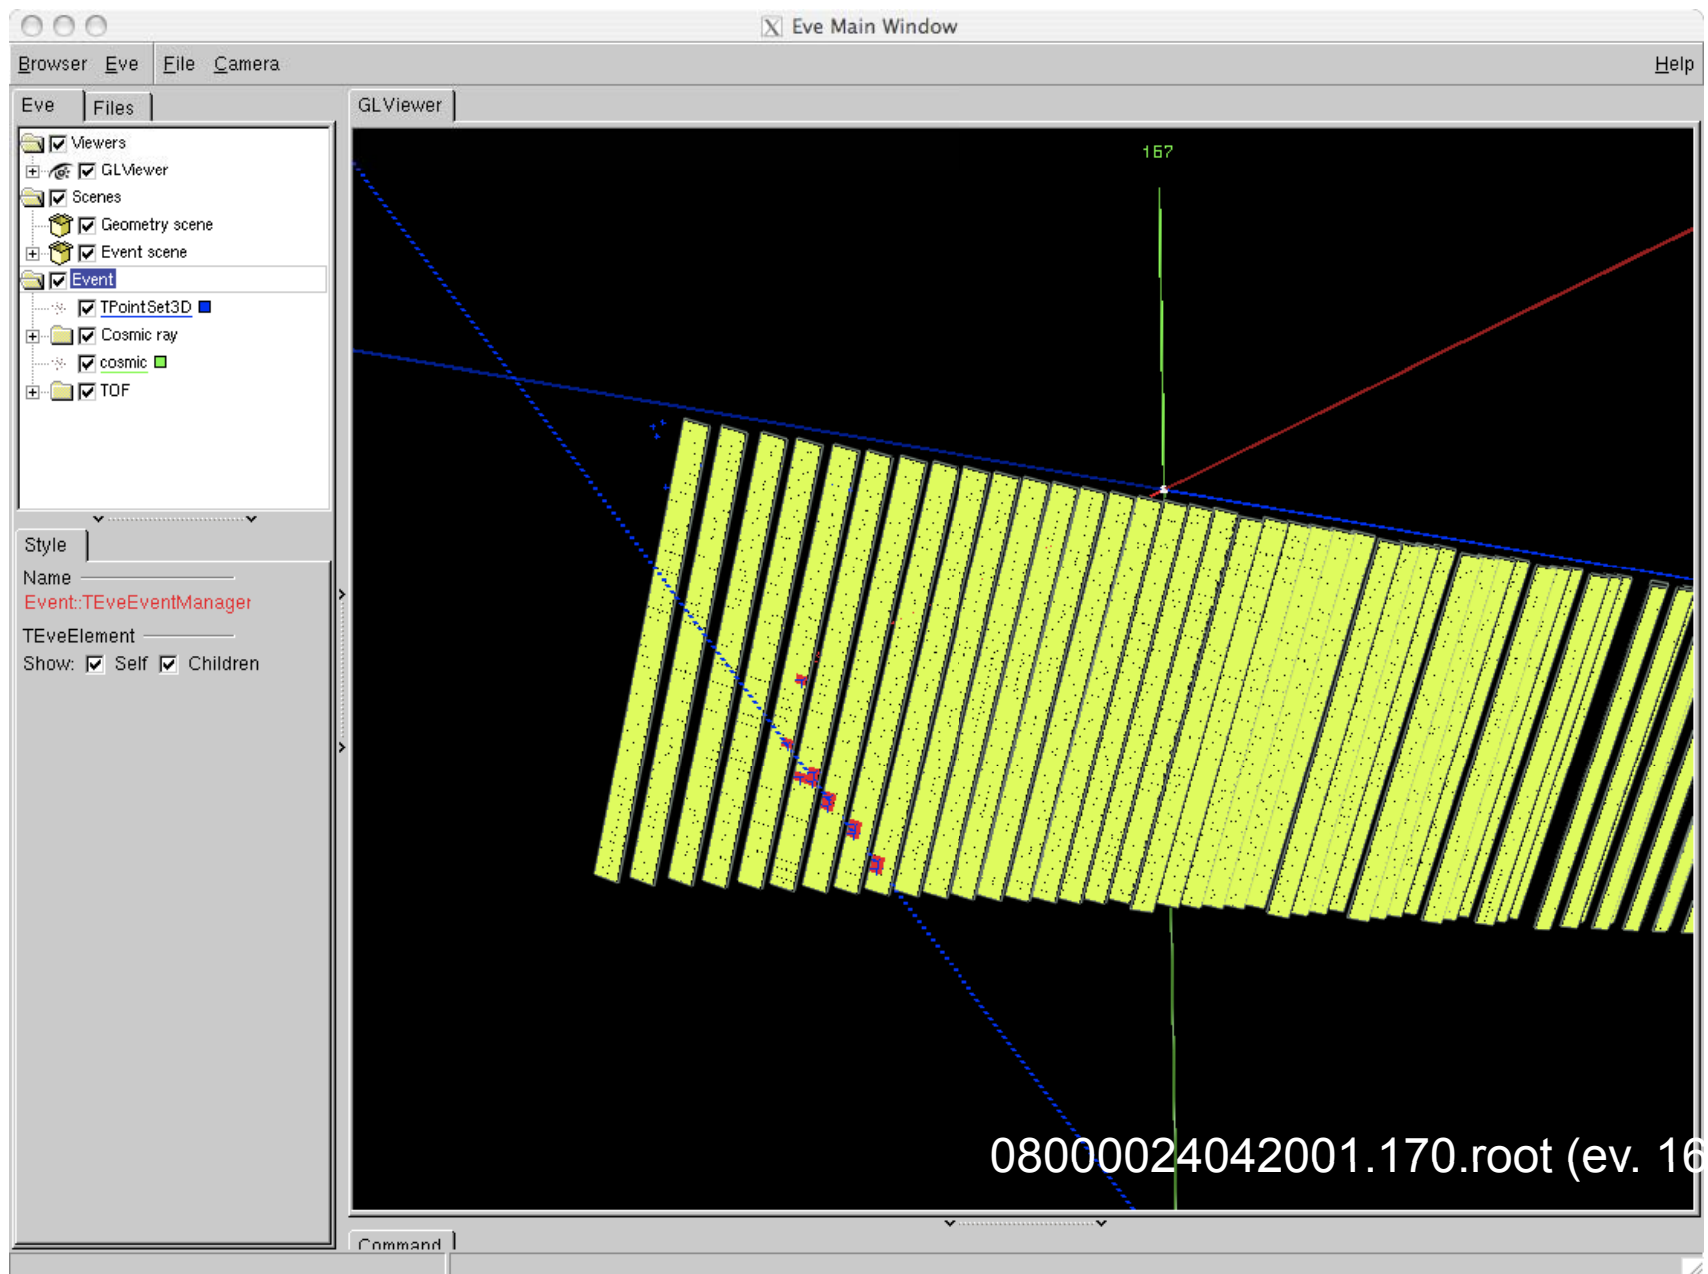 Eve Main Window
Browser Eve File Camera Help
Eve Files
GLViewer
Viewers
GLViewer
Scenes
Geometry scene
Event scene
Event
TPointSet3D
Cosmic ray
cosmic
TOF
Style
Name
Event::TEveEventManager
TEveElement
Show: Self Children
167
08000024042001.170.root (ev. 16
Command